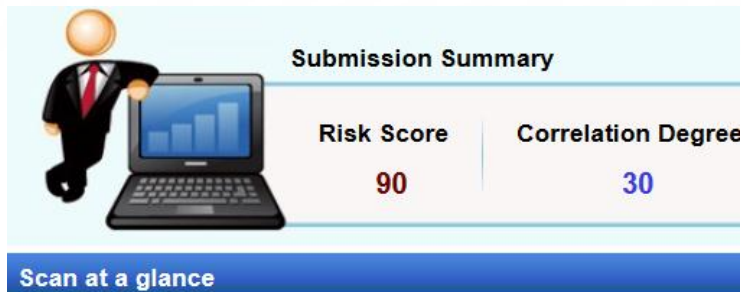 Submission Summary
Risk Score Correlation Degree
90 30
Scan at a glance